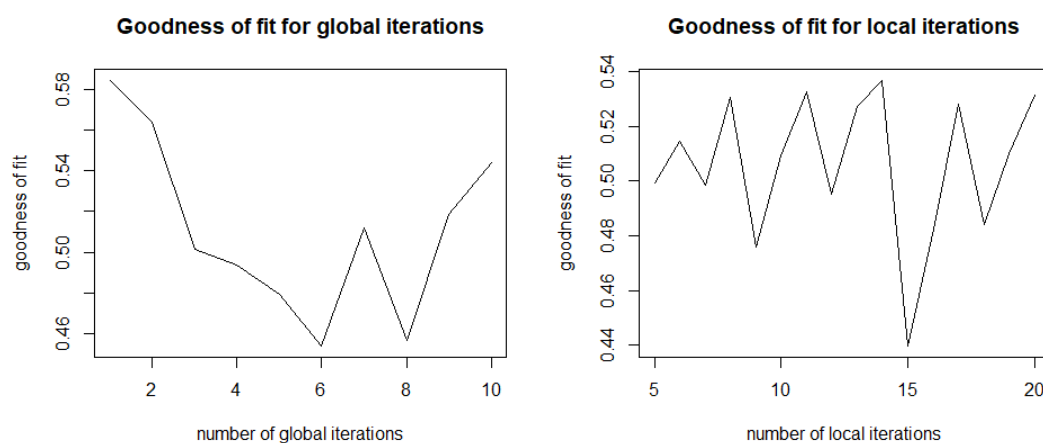 Goodness of fit for global iterations
goodness of fit
0.58
0.54
0.50
0.46
2 4 6 8 10
number of global iterations
Goodness of fit for local iterations
goodness of fit
0.54
0.52
0.50
0.48
0.46
0.44
5 10 15 20
number of local iterations